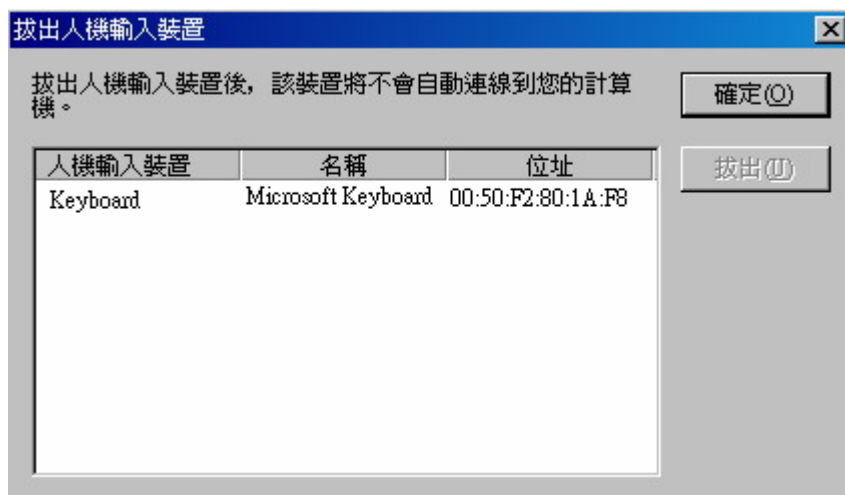 拔出人機輸入裝置
拔出人機輸入裝置後，該裝置將不會自動連線到您的計算
機。
確定(O)
人機輸入裝置 名稱 位址
拔出(U)
Keyboard Microsoft Keyboard 00:50:F2:80:1A:F8